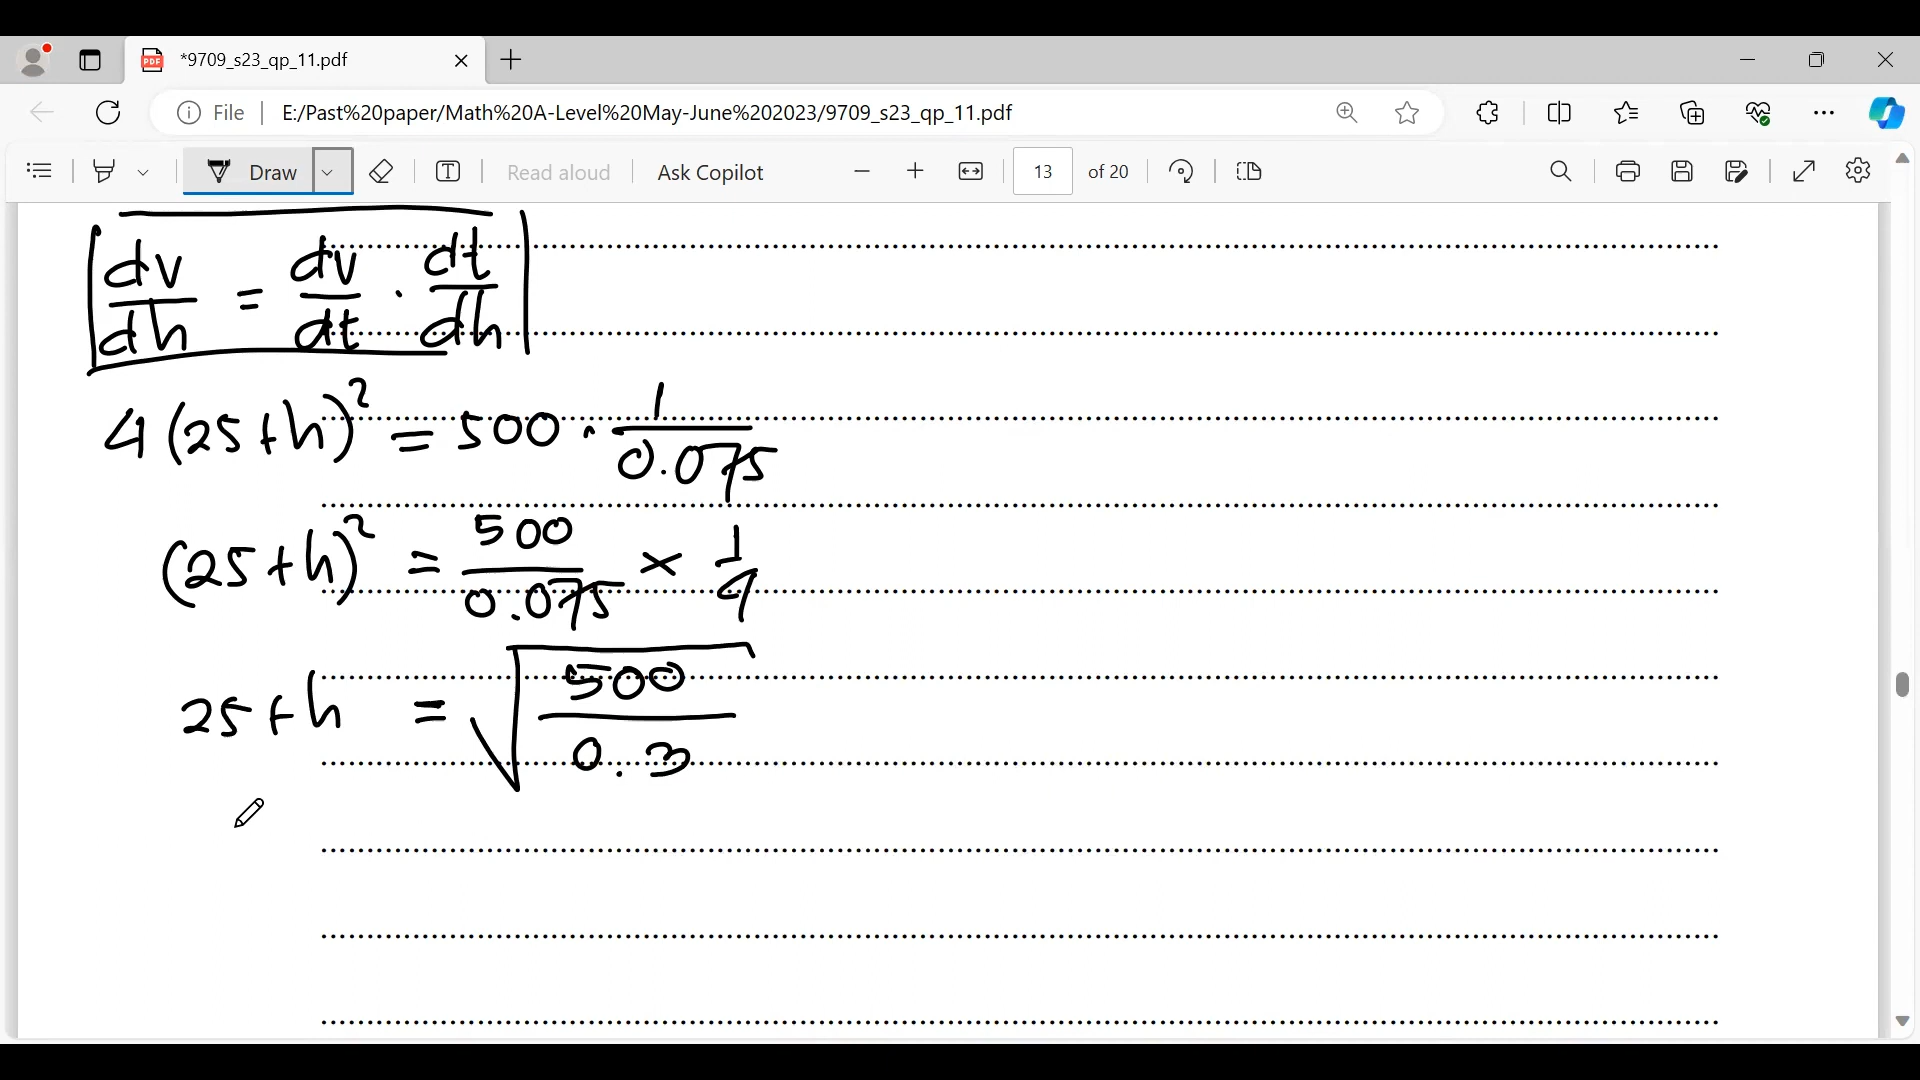 *9709_s23_qp_11.pdf
File E:/Past%20paper/Math%20A-Level%20May-June%202023/9709_s23_qp_11.pdf
Draw Read aloud Ask Copilot 13 of 20
dv/dh = dv/dt · dt/dh
4(25+h)² = 500 · 1/0.075
(25+h)² = 500/0.075 × 1/4
25+h = √(500/0.3)